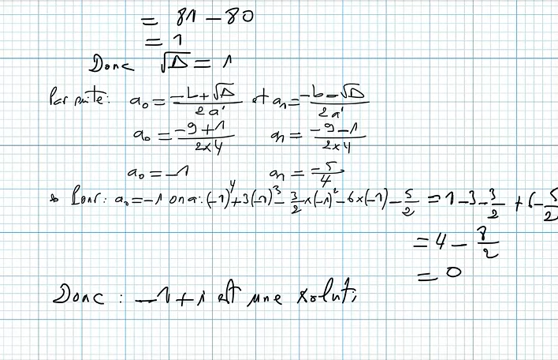 = 81 - 80
= 1
Donc √Δ = 1
Par suite : a₀ = (-b+√Δ)/(2a') et a₁ = (-b-√Δ)/(2a')
a₀ = (-9+1)/(2×4) a₁ = (-9-1)/(2×4)
a₀ = -1 a₁ = -5/4
Pour : a₀ = -1 on a : (-1)⁴ + 3(-1)³ - 3/2 × (-1)² - 6×(-1) - 5/2 = 1 - 3 - 3/2 + 6 - 5/2
= 4 - 8/2
= 0
Donc : -1 + i est une solut